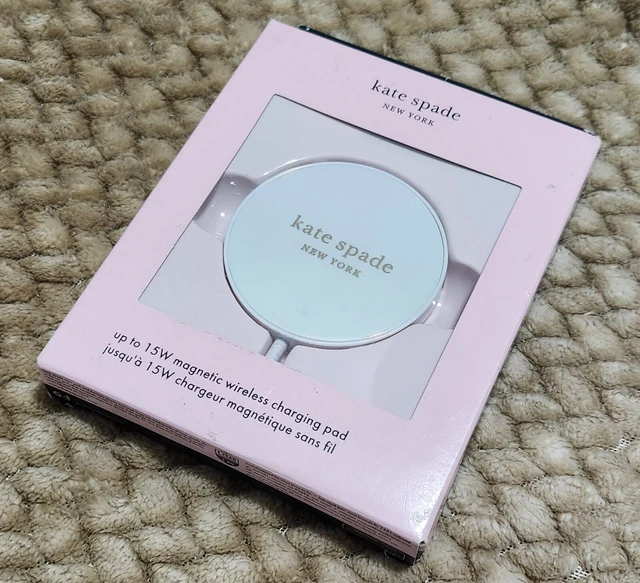 kate spade
NEW YORK
kate spade
NEW YORK
up to 15W magnetic wireless charging pad
jusqu'à 15W chargeur magnétique sans fil